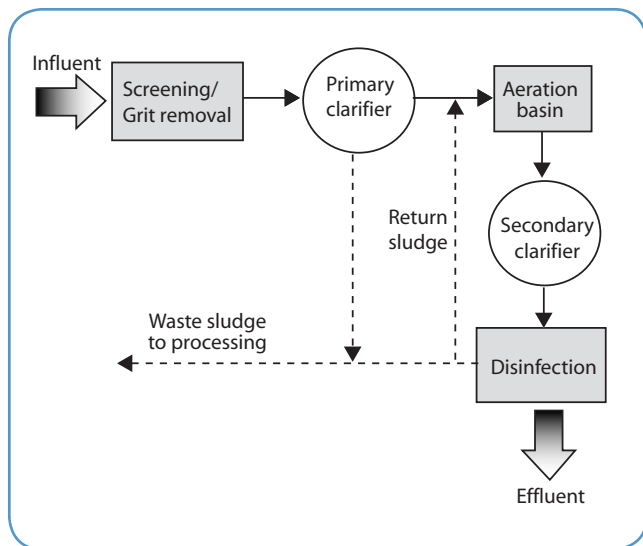 Influent
Screening/
Grit removal
Primary
clarifier
Aeration
basin
Return
sludge
Secondary
clarifier
Waste sludge
to processing
Disinfection
Effluent